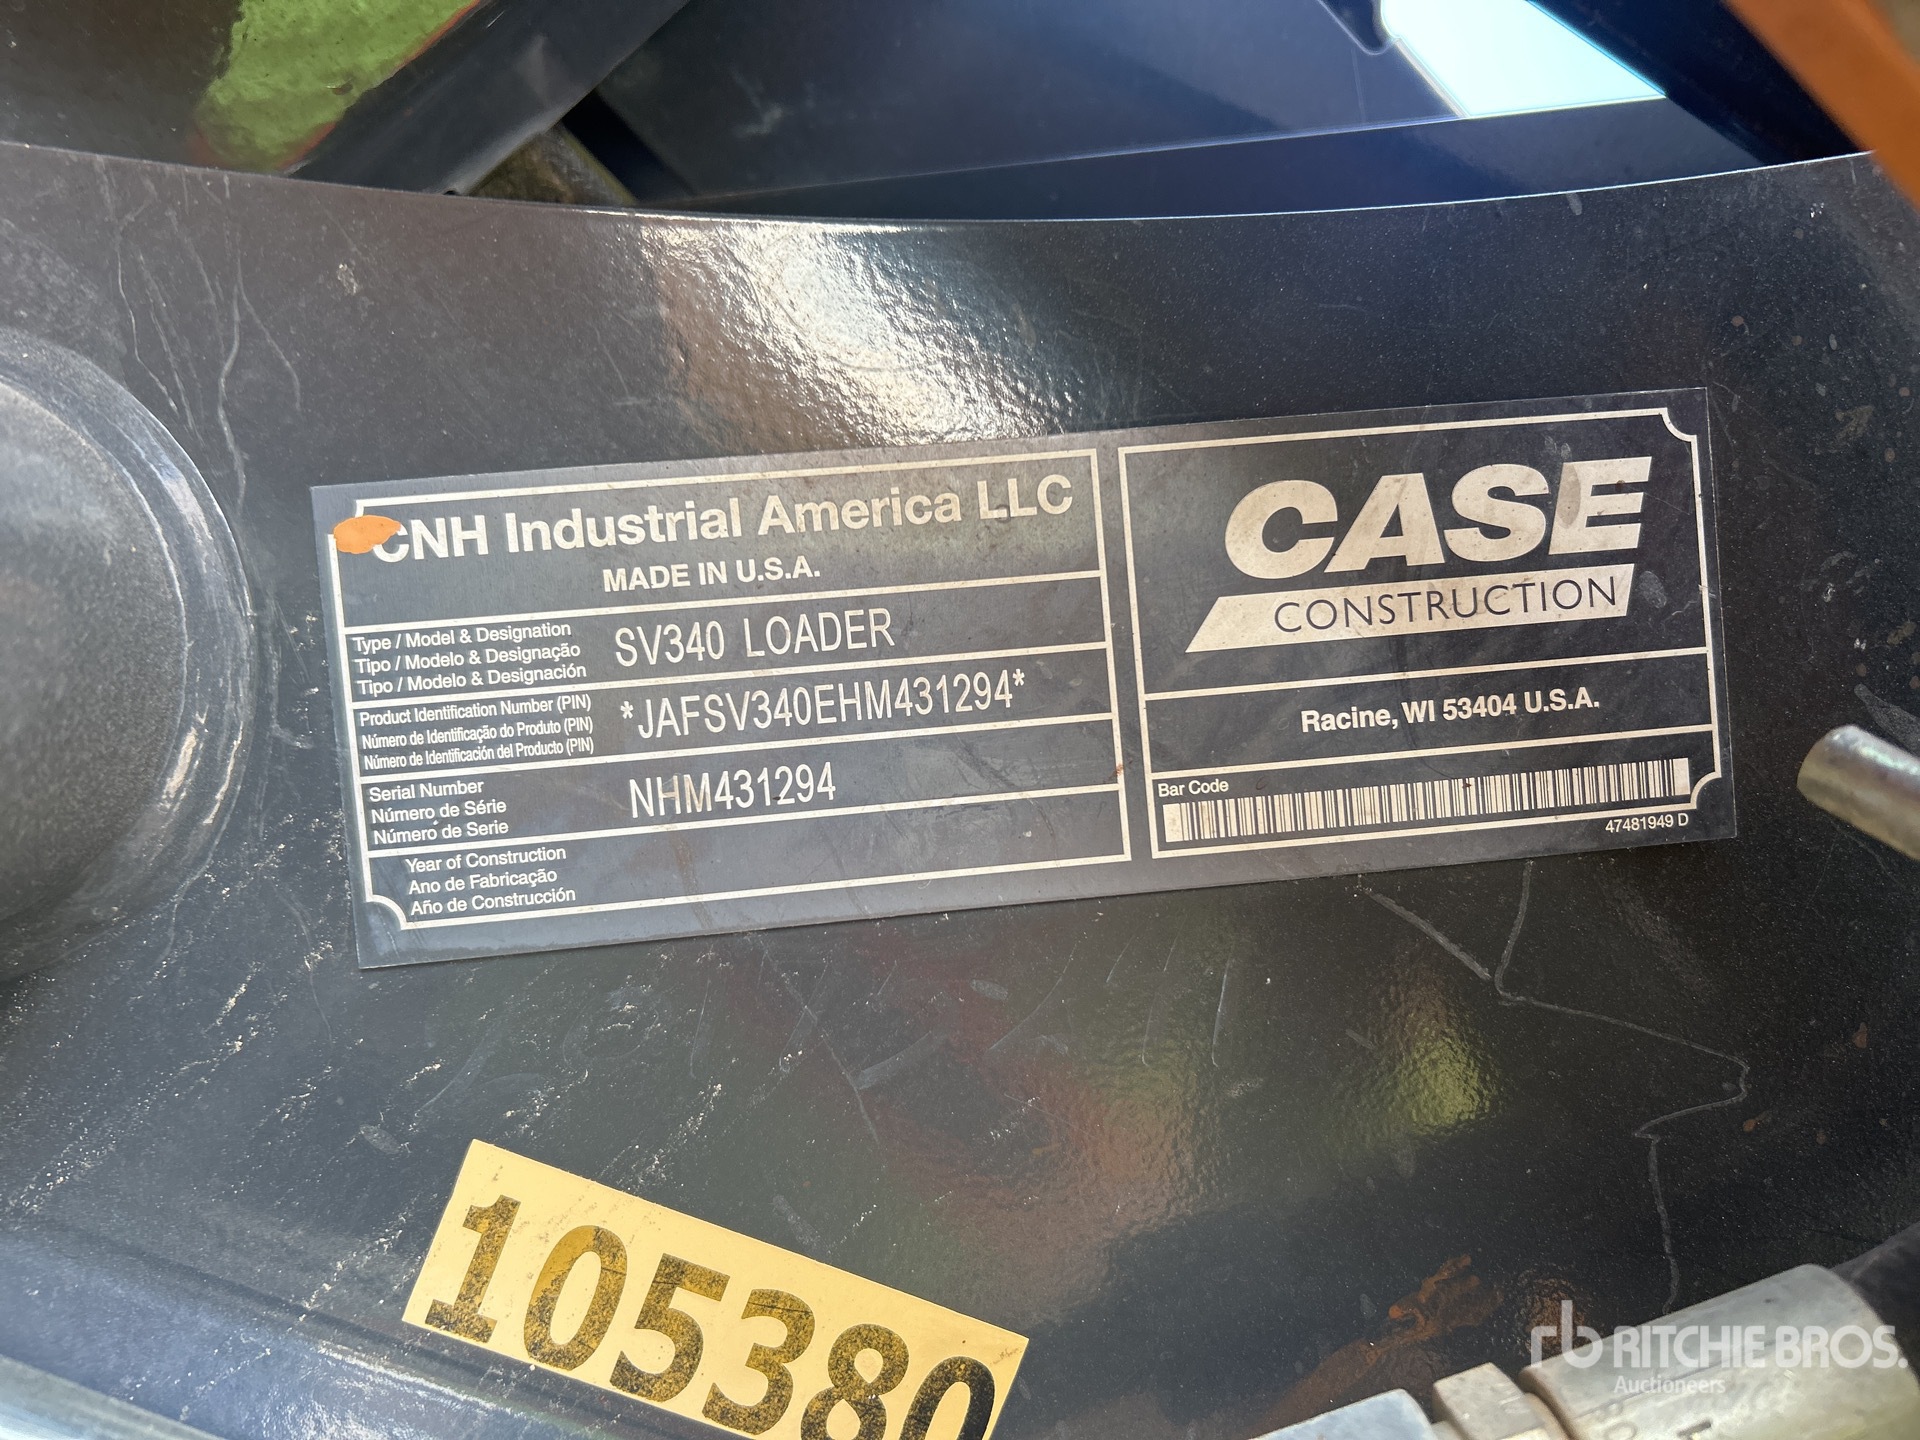 CNH Industrial America LLC
MADE IN U.S.A.
Type / Model & Designation
Tipo / Modelo & Designação
Tipo / Modelo & Designación
SV340 LOADER
Product Identification Number (PIN)
Número de Identificação do Produto (PIN)
Número de Identificación del Producto (PIN)
*JAFSV340EHM431294*
Serial Number
Número de Série
Número de Serie
NHM431294
Year of Construction
Ano de Fabricação
Año de Construcción
CASE
CONSTRUCTION
Racine, WI 53404 U.S.A.
Bar Code
47481949 D
105380
rb RITCHIE BROS.
Auctioneers